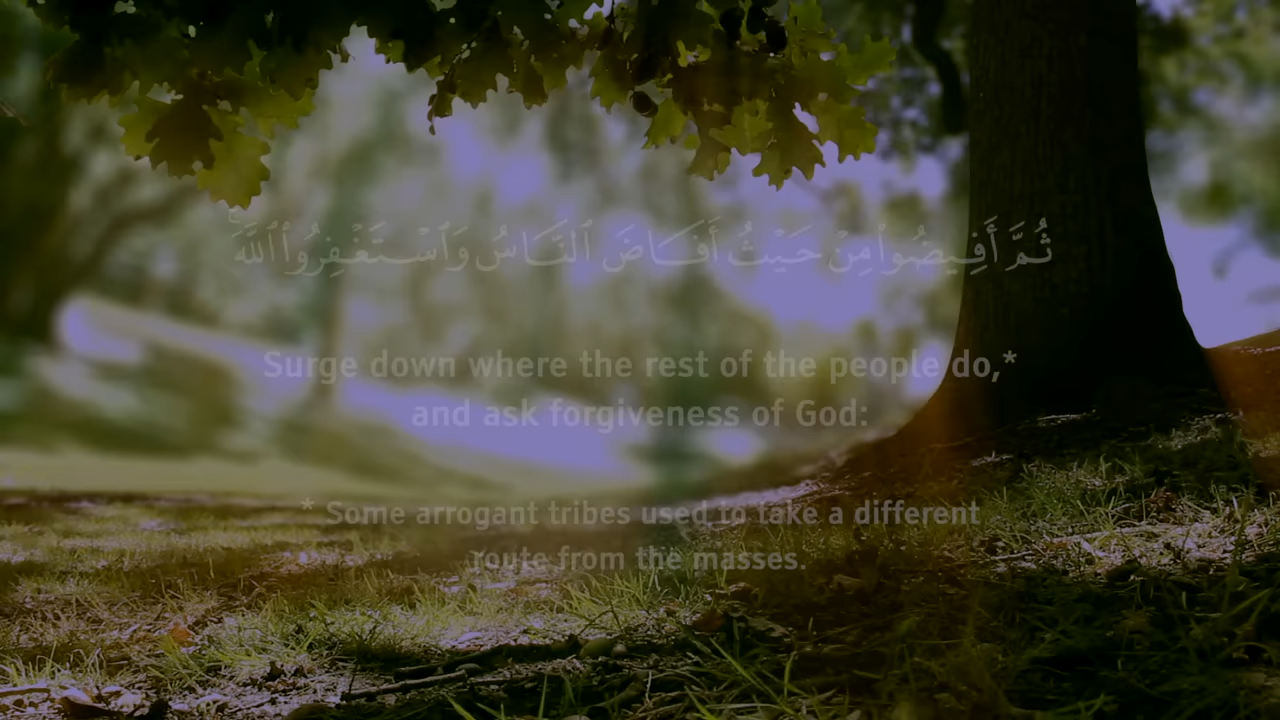 ثُمَّ أَفِيضُوا۟ مِنْ حَيْثُ أَفَاضَ ٱلنَّاسُ وَٱسْتَغْفِرُوا۟ ٱللَّهَ ۚ
Surge down where the rest of the people do,*
and ask forgiveness of God:
* Some arrogant tribes used to take a different
route from the masses.